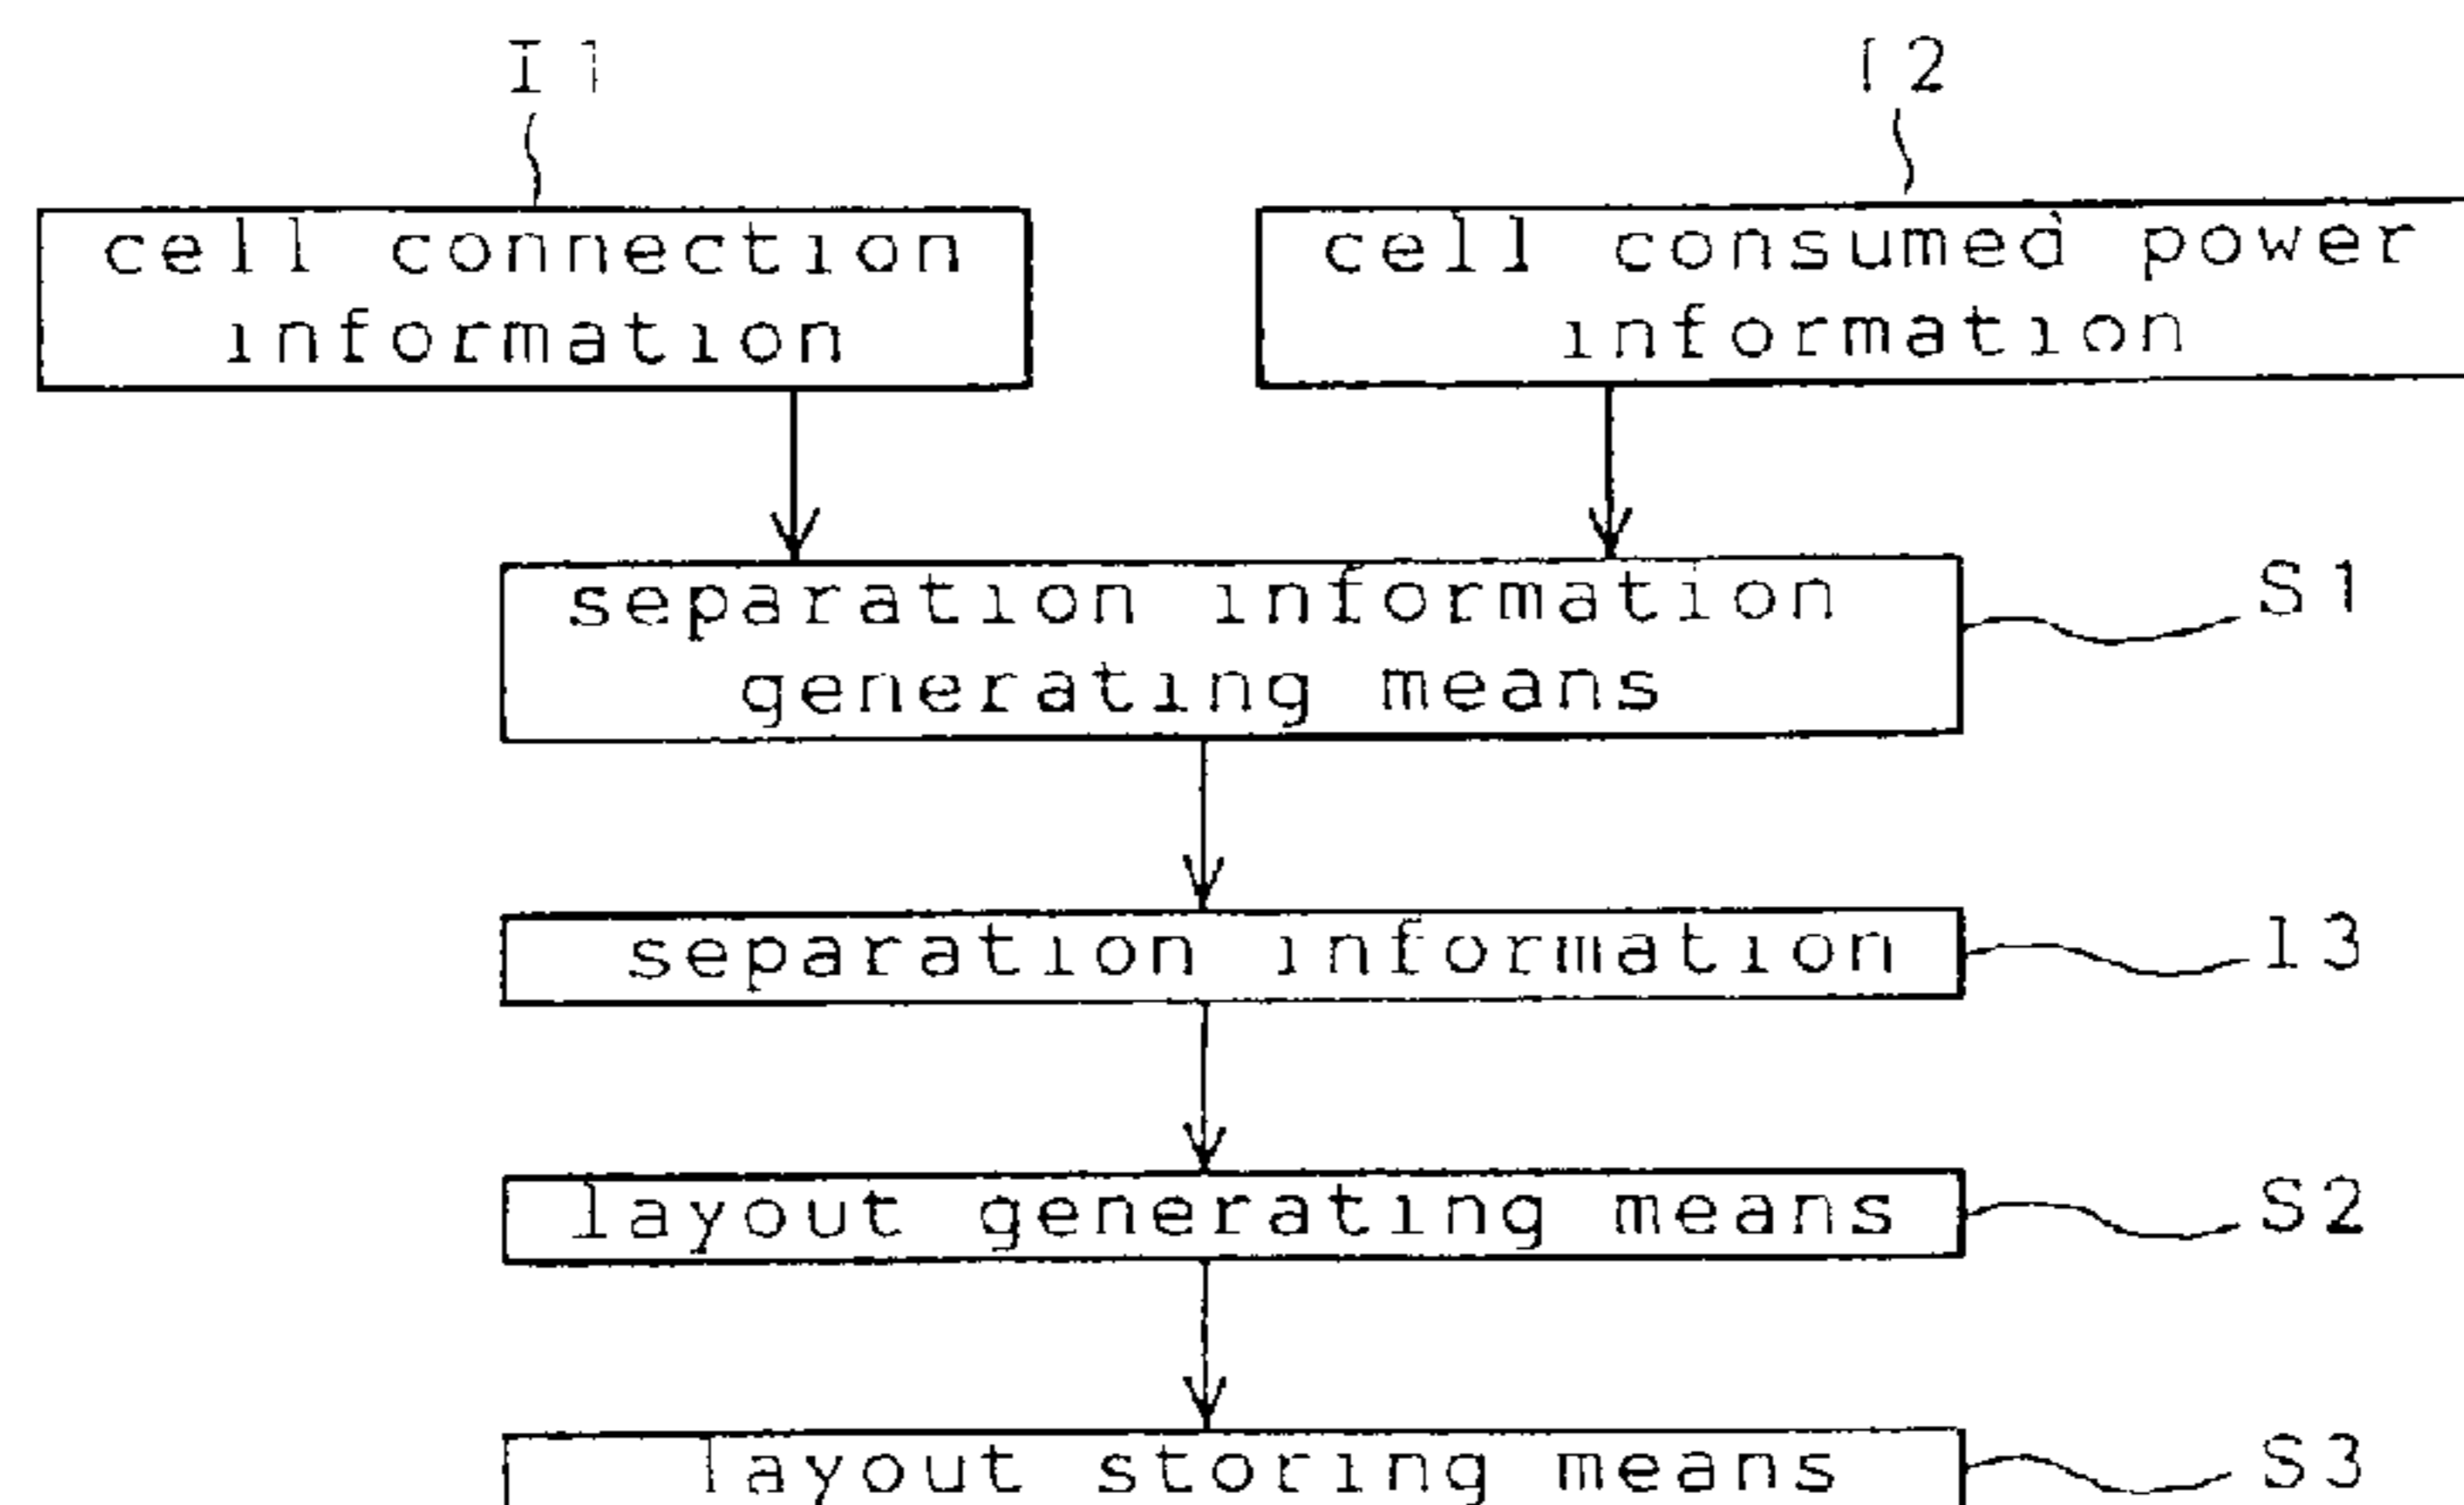 I1
I2
cell connection
information
cell consumed power
information
separation information
generating means
S1
separation information
I3
layout generating means
S2
layout storing means
S3